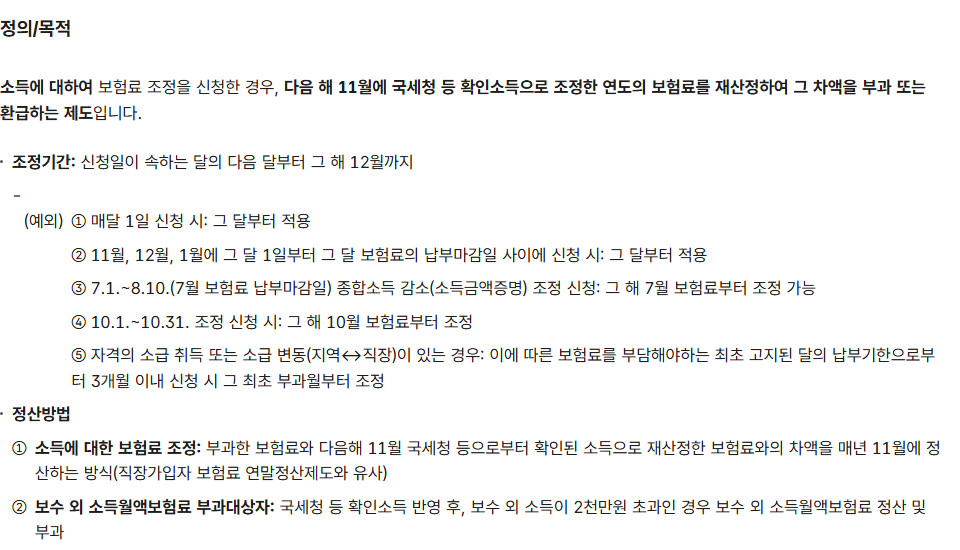 정의/목적
소득에 대하여 보험료 조정을 신청한 경우, 다음 해 11월에 국세청 등 확인소득으로 조정한 연도의 보험료를 재산정하여 그 차액을 부과 또는
환급하는 제도입니다.
· 조정기간: 신청일이 속하는 달의 다음 달부터 그 해 12월까지
–
(예외) ① 매달 1일 신청 시: 그 달부터 적용
② 11월, 12월, 1월에 그 달 1일부터 그 달 보험료의 납부마감일 사이에 신청 시: 그 달부터 적용
③ 7.1.~8.10.(7월 보험료 납부마감일) 종합소득 감소(소득금액증명) 조정 신청: 그 해 7월 보험료부터 조정 가능
④ 10.1.~10.31. 조정 신청 시: 그 해 10월 보험료부터 조정
⑤ 자격의 소급 취득 또는 소급 변동(지역↔직장)이 있는 경우: 이에 따른 보험료를 부담해야하는 최초 고지된 달의 납부기한으로부
터 3개월 이내 신청 시 그 최초 부과월부터 조정
· 정산방법
① 소득에 대한 보험료 조정: 부과한 보험료와 다음해 11월 국세청 등으로부터 확인된 소득으로 재산정한 보험료와의 차액을 매년 11월에 정
산하는 방식(직장가입자 보험료 연말정산제도와 유사)
② 보수 외 소득월액보험료 부과대상자: 국세청 등 확인소득 반영 후, 보수 외 소득이 2천만원 초과인 경우 보수 외 소득월액보험료 정산 및
부과